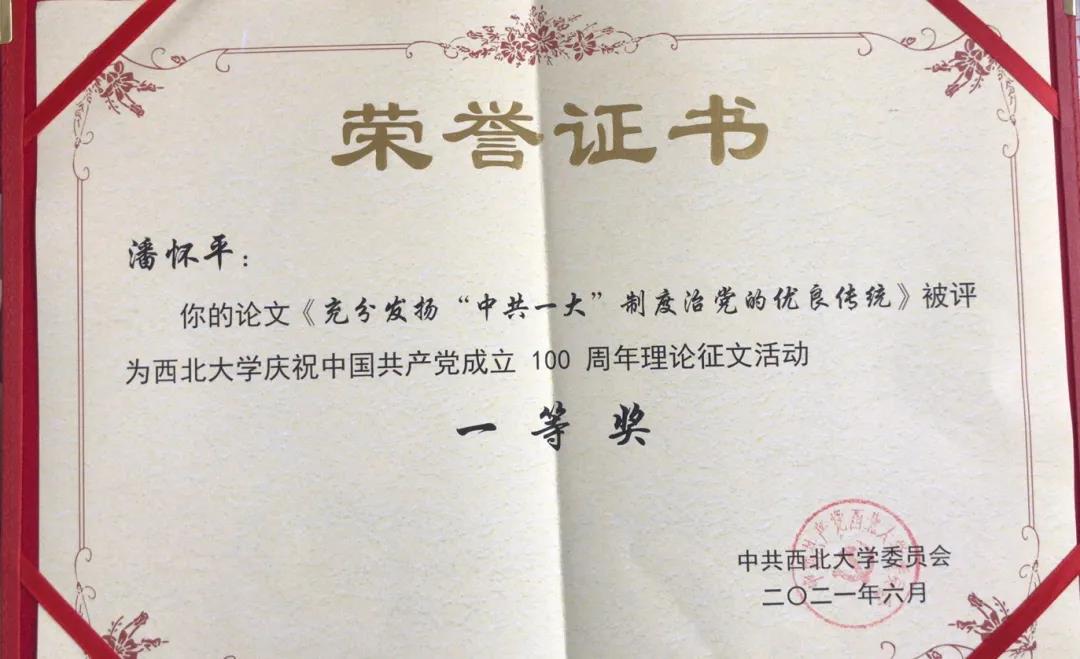 荣誉证书
潘怀平：
你的论文《充分发扬“中共一大”制度治党的优良传统》被评
为西北大学庆祝中国共产党成立 100 周年理论征文活动
一等奖
中共西北大学委员会
二〇二一年六月